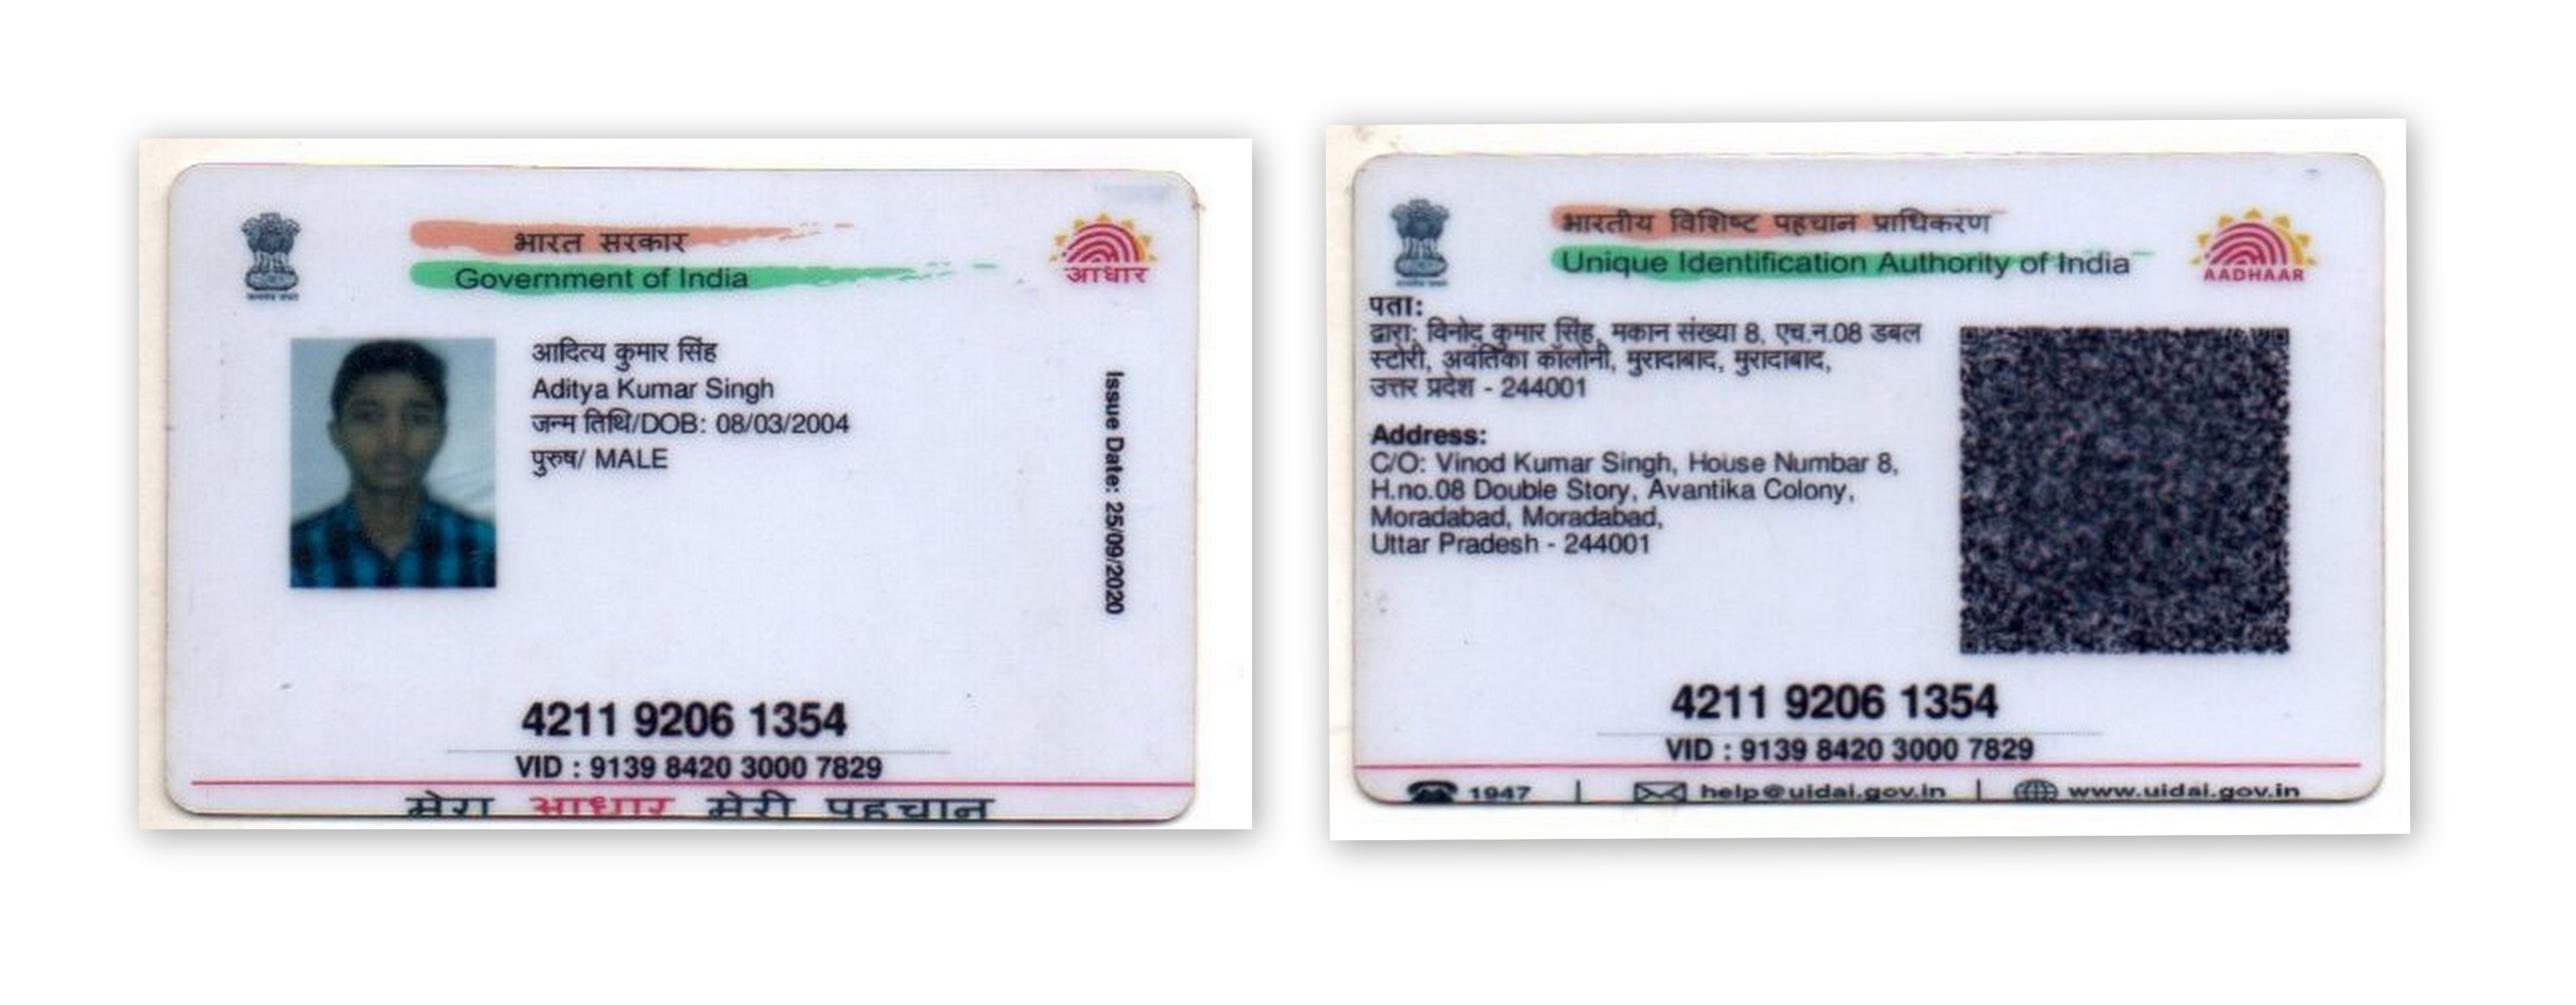 भारत सरकार
Government of India
आधार
आदित्य कुमार सिंह
Aditya Kumar Singh
जन्म तिथि/DOB: 08/03/2004
पुरुष/ MALE
Issue Date: 25/09/2020
4211 9206 1354
VID : 9139 8420 3000 7829
मेरा आधार मेरी पहचान
भारतीय विशिष्ट पहचान प्राधिकरण
Unique Identification Authority of India
AADHAAR
पता:
द्वारा: विनोद कुमार सिंह, मकान संख्या 8, एच.न.08 डबल
स्टोरी, अवंतिका कॉलोनी, मुरादाबाद, मुरादाबाद,
उत्तर प्रदेश - 244001
Address:
C/O: Vinod Kumar Singh, House Numbar 8,
H.no.08 Double Story, Avantika Colony,
Moradabad, Moradabad,
Uttar Pradesh - 244001
4211 9206 1354
VID : 9139 8420 3000 7829
1947 | help@uidai.gov.in | www.uidai.gov.in